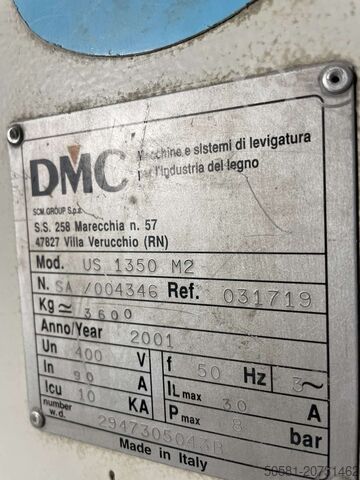 DMC
Macchine e sistemi di levigatura
per l'industria del legno
SCM GROUP S.p.a.
S.S. 258 Marecchia n. 57
47827 Villa Verucchio (RN)
Mod. US 1350 M2
N. SA /004346 Ref. 031719
Kg ≃ 3600
Anno/Year 2001
Un 400 V f 50 Hz 3~
In 90 A IL max 30 A
Icu 10 KA P max 8 bar
number w.d. 2947305043B
Made in Italy
50581-20751462